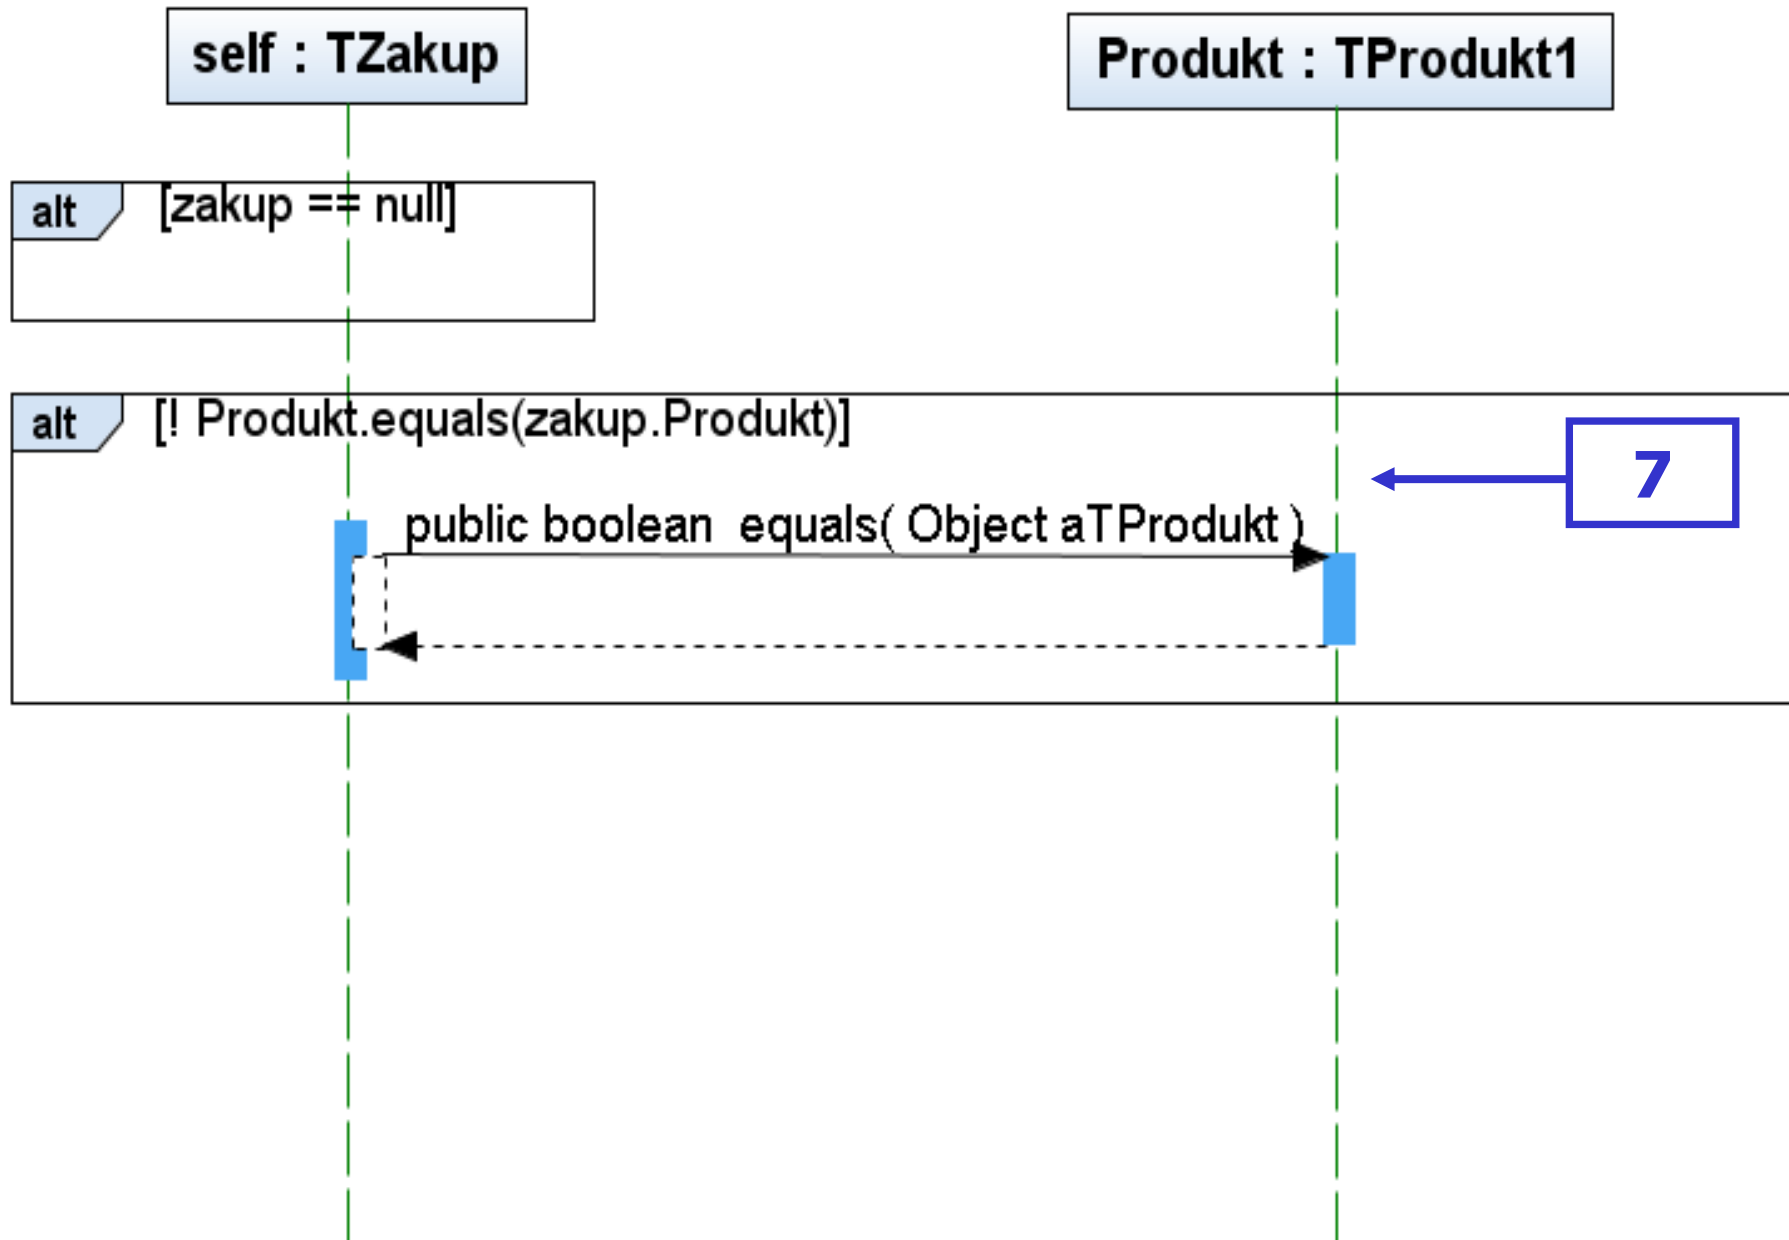 self : TZakup
Produkt : TProdukt1
alt [zakup == null]
alt [! Produkt.equals(zakup.Produkt)]
7
public boolean equals( Object aTProdukt )